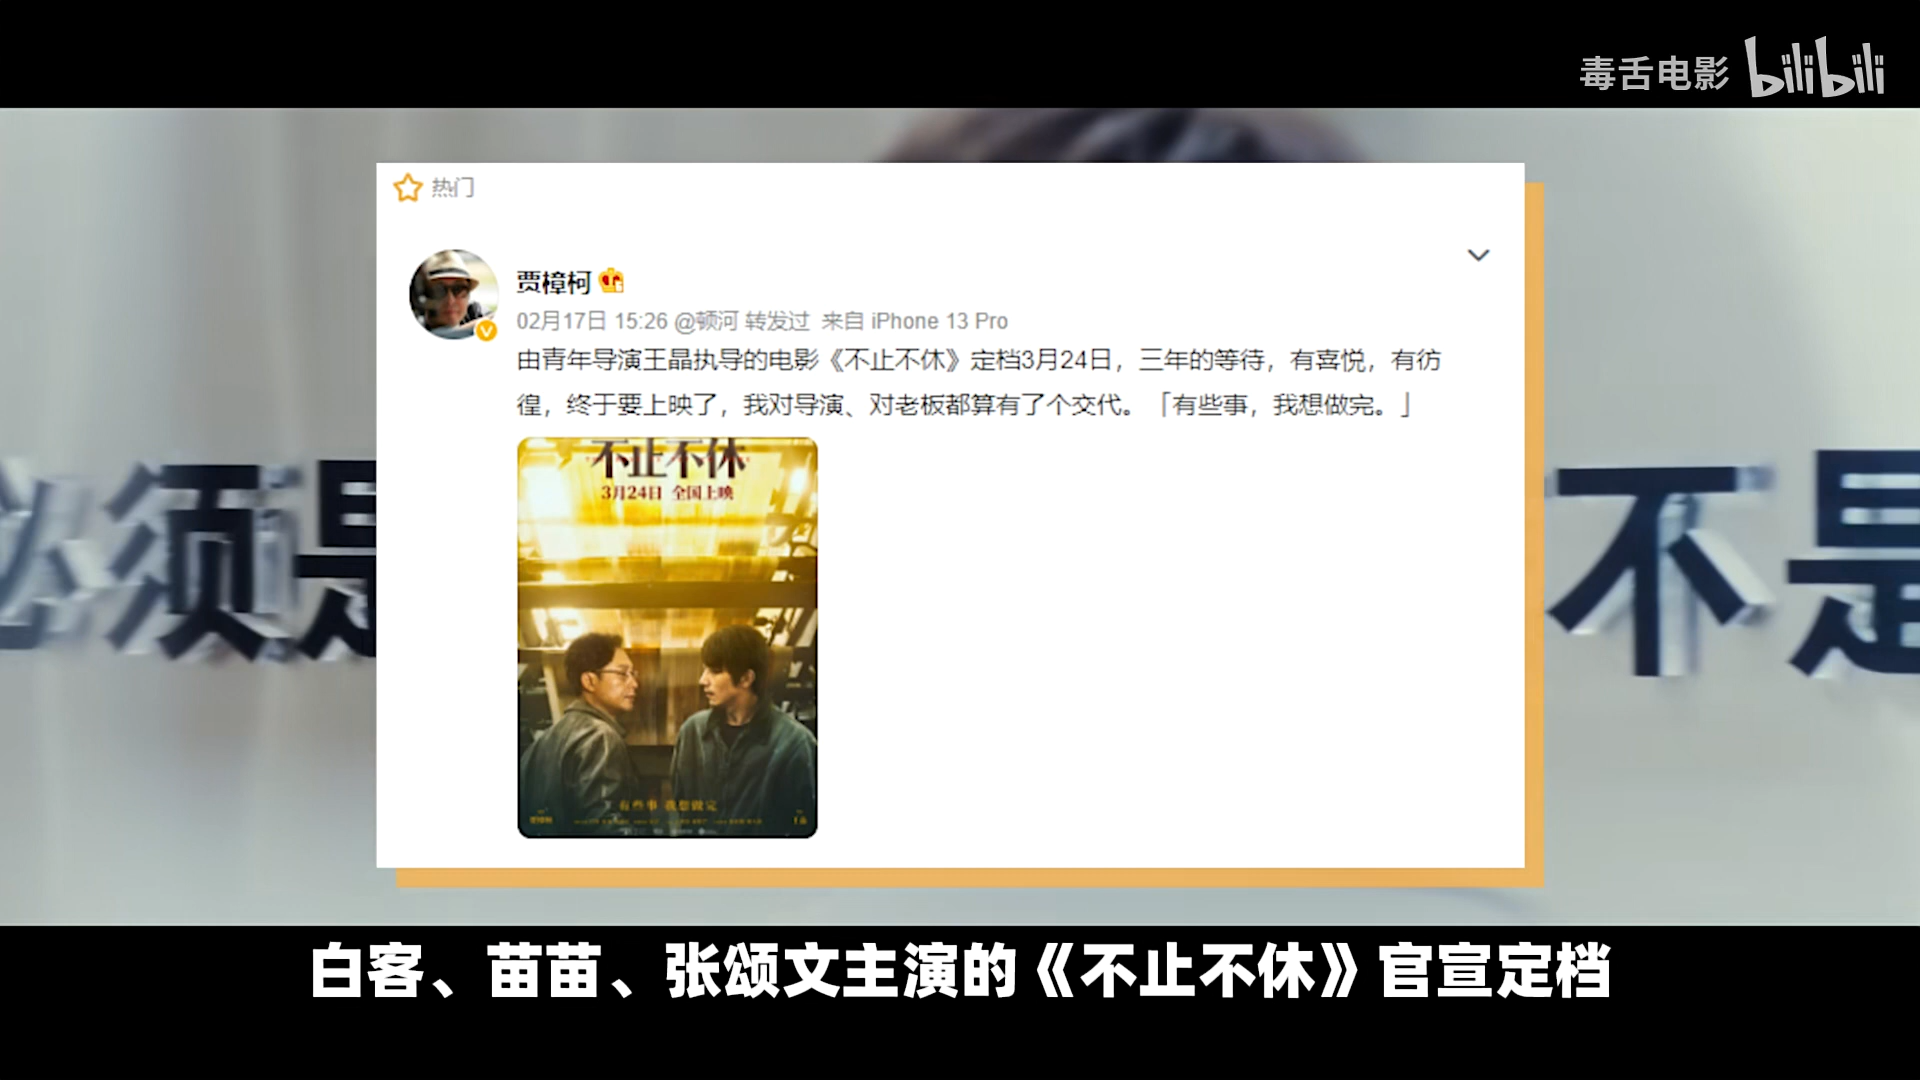 毒舌电影 bilibili
热门
贾樟柯
02月17日 15:26 @顿河 转发过 来自 iPhone 13 Pro
由青年导演王晶执导的电影《不止不休》定档3月24日，三年的等待，有喜悦，有彷
徨，终于要上映了，我对导演、对老板都算有了个交代。「有些事，我想做完。」
不止不休
3月24日 全国上映
有些事 我想做完
必须是
不是
白客、苗苗、张颂文主演的《不止不休》官宣定档